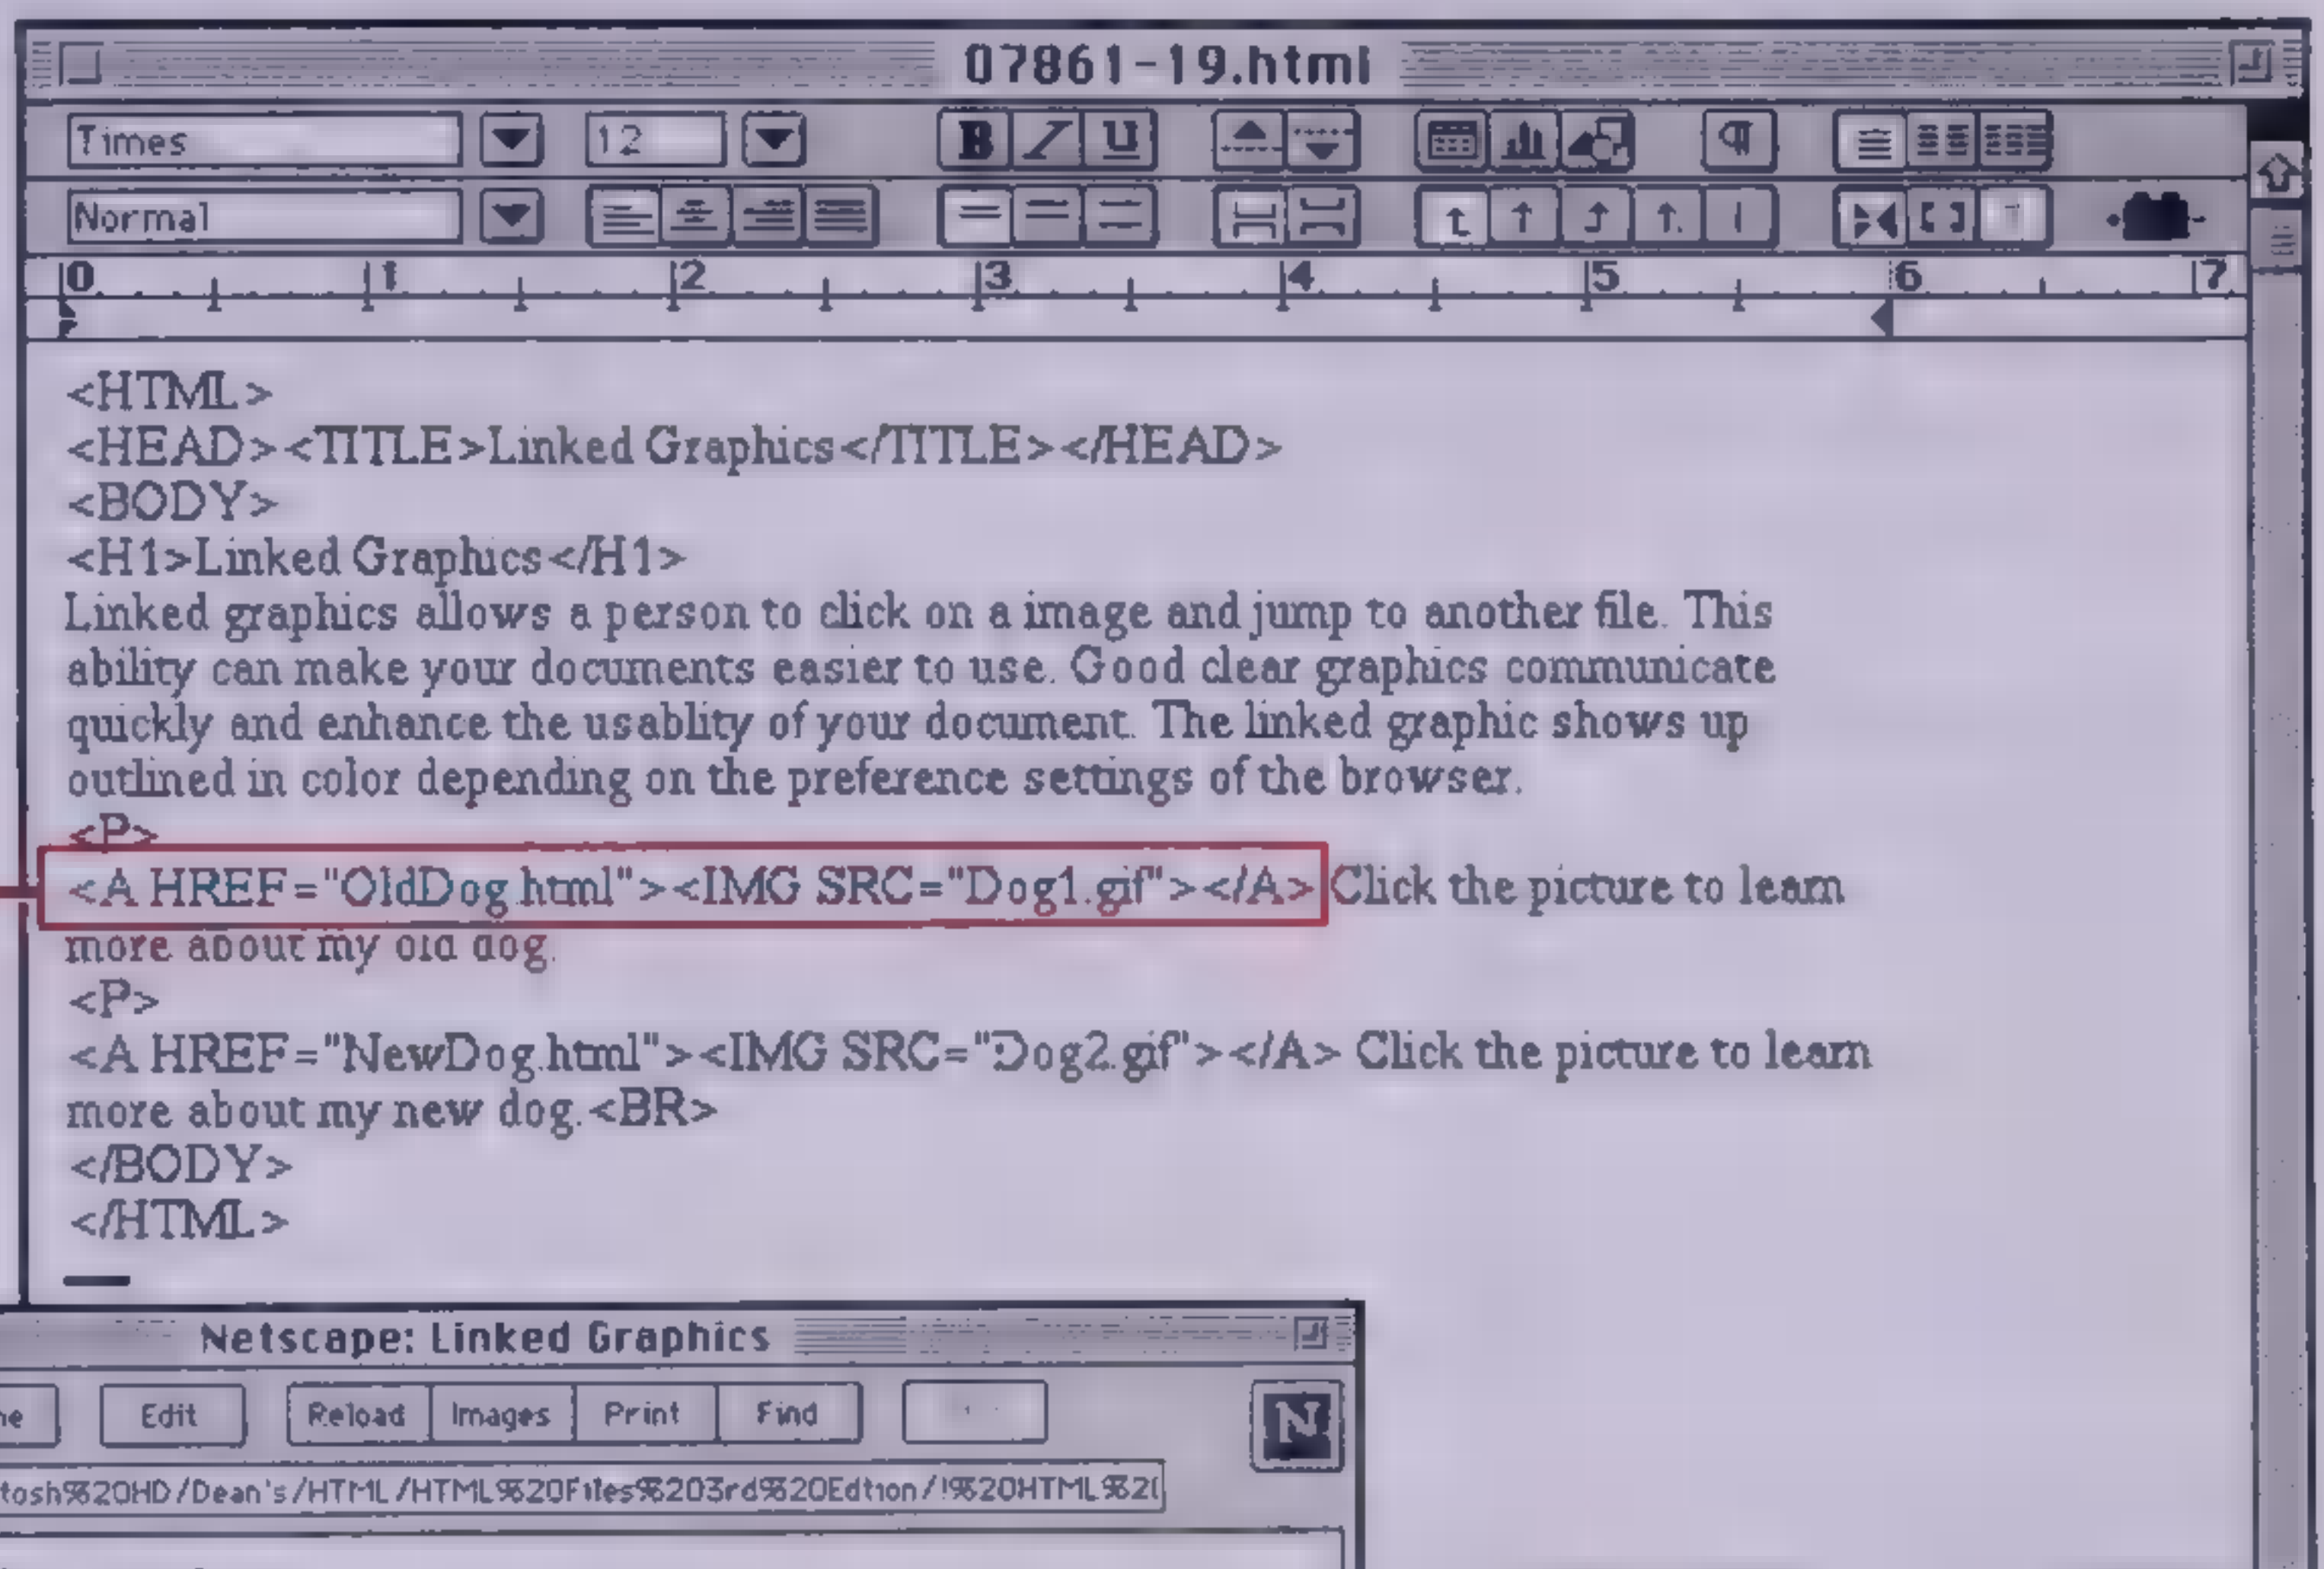 07861-19.html
Times
12
B I U
Normal
0 1 2 3 4 5 6 7
<HTML>
<HEAD><TITLE>Linked Graphics</TITLE></HEAD>
<BODY>
<H1>Linked Graphics</H1>
Linked graphics allows a person to click on a image and jump to another file. This
ability can make your documents easier to use. Good clear graphics communicate
quickly and enhance the usablity of your document. The linked graphic shows up
outlined in color depending on the preference settings of the browser.
<P>
<A HREF="OldDog.html"><IMG SRC="Dog1.gif"></A> Click the picture to learn
more about my old dog.
<P>
<A HREF="NewDog.html"><IMG SRC="Dog2.gif"></A> Click the picture to learn
more about my new dog.<BR>
</BODY>
</HTML>
Netscape: Linked Graphics
Edit Reload Images Print Find
N
tosh%20HD/Dean's/HTML/HTML%20Files%203rd%20Edtion/!%20HTML%2(